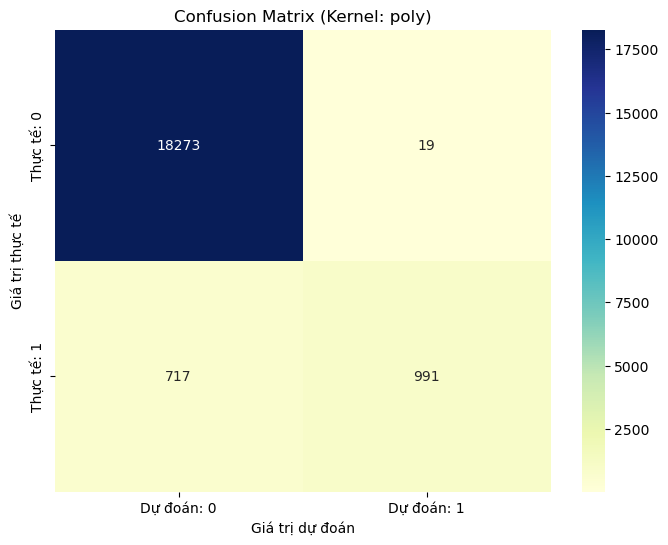 Confusion Matrix (Kernel: poly)
Giá trị thực tế
Thực tế: 0
18273
19
Thực tế: 1
717
991
Dự đoán: 0
Dự đoán: 1
Giá trị dự đoán
17500
15000
12500
10000
7500
5000
2500